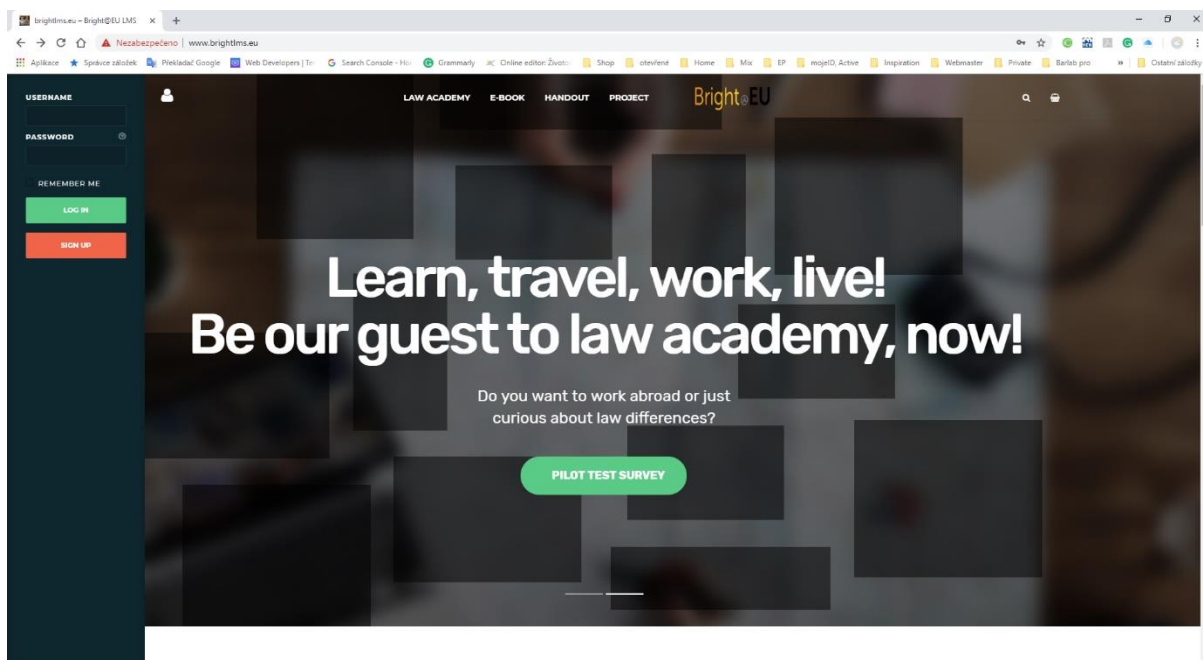 brightlms.eu – Bright@EU LMS
Nezabezpečeno | www.brightlms.eu
Aplikace Správce záložek Překladač Google Web Developers | Te G Search Console - Ho Grammarly Online editor: Život Shop otevřené Home Mix EP mojeID, Active Inspiration Webmaster Private Barlab pro » Ostatní záložky
USERNAME
LAW ACADEMY E-BOOK HANDOUT PROJECT Bright@EU
PASSWORD
REMEMBER ME
LOG IN
SIGN UP
Learn, travel, work, live!
Be our guest to law academy, now!
Do you want to work abroad or just
curious about law differences?
PILOT TEST SURVEY